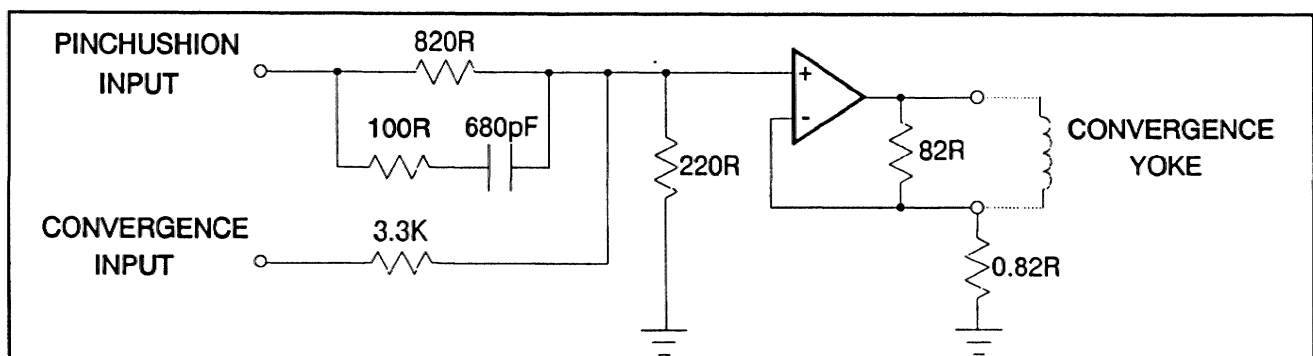 PINCHUSHION
INPUT
820R
100R
680pF
220R
+
-
82R
CONVERGENCE
YOKE
CONVERGENCE
INPUT
3.3K
0.82R